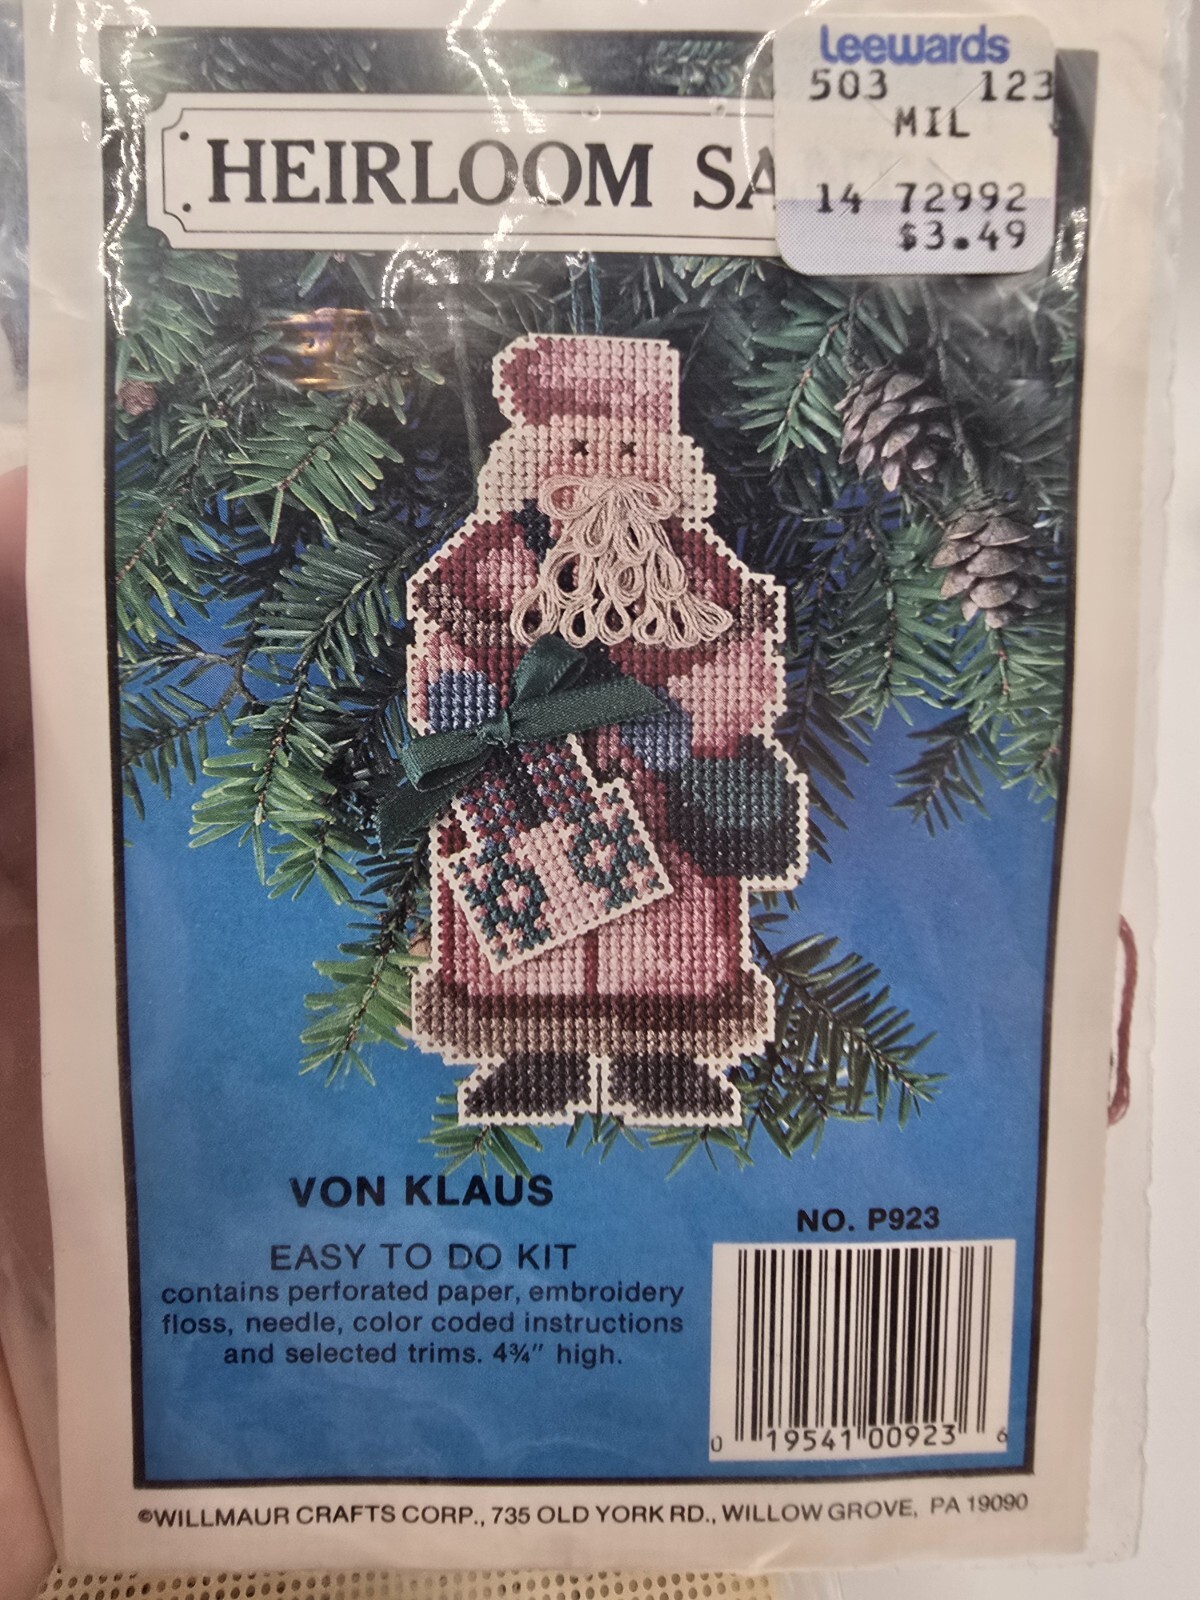 Leewards
503 123
MIL
14 72992
$3.49
HEIRLOOM
VON KLAUS
EASY TO DO KIT
contains perforated paper, embroidery
floss, needle, color coded instructions
and selected trims. 4¾" high.
NO. P923
0 19541 00923 6
©WILLMAUR CRAFTS CORP., 735 OLD YORK RD., WILLOW GROVE, PA 19090